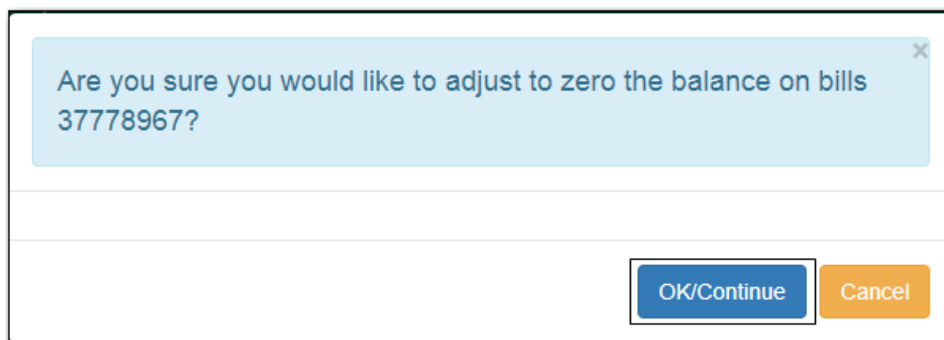 ×
Are you sure you would like to adjust to zero the balance on bills
37778967?
OK/Continue
Cancel